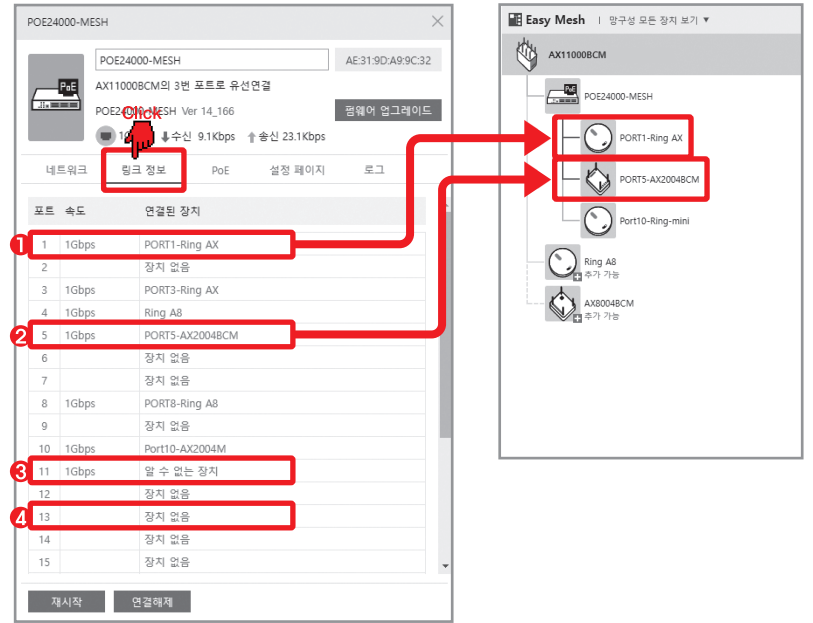 POE24000-MESH
POE24000-MESH AE:31:9D:A9:9C:32
AX11000BCM의 3번 포트로 유선연결
POE24000-MESH Ver 14_166 펌웨어 업그레이드
Click
수신 9.1Kbps 송신 23.1Kbps
네트워크 링크 정보 PoE 설정 페이지 로그
포트 속도 연결된 장치
1 1 1Gbps PORT1-Ring AX
2 장치 없음
3 1Gbps PORT3-Ring AX
4 1Gbps Ring A8
2 5 1Gbps PORT5-AX2004BCM
6 장치 없음
7 장치 없음
8 1Gbps PORT8-Ring A8
9 장치 없음
10 1Gbps Port10-AX2004M
3 11 1Gbps 알 수 없는 장치
12 장치 없음
4 13 장치 없음
14 장치 없음
15 장치 없음
재시작 연결해제
Easy Mesh | 망구성 모든 장치 보기 ▼
AX11000BCM
PoE
POE24000-MESH
PORT1-Ring AX
PORT5-AX2004BCM
Port10-Ring-mini
Ring A8
추가 가능
AX8004BCM
추가 가능